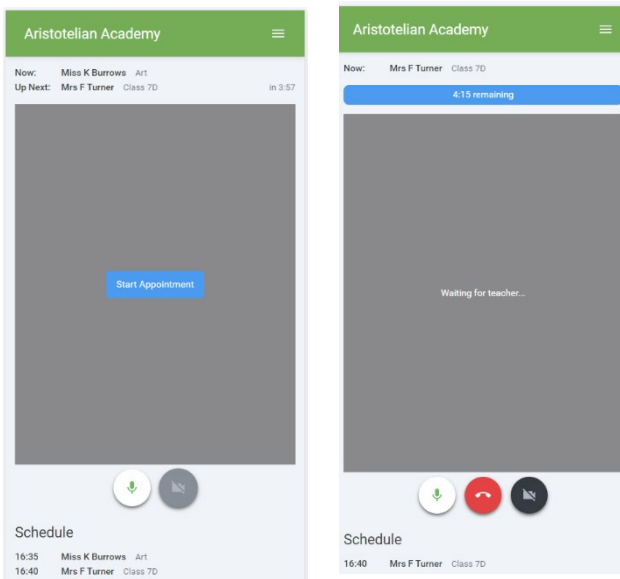 Aristotelian Academy
Now: Miss K Burrows Art
Up Next: Mrs F Turner Class 7D in 3:57
Start Appointment
Schedule
16:35 Miss K Burrows Art
16:40 Mrs F Turner Class 7D
Aristotelian Academy
Now: Mrs F Turner Class 7D
4:15 remaining
Waiting for teacher...
Schedule
16:40 Mrs F Turner Class 7D